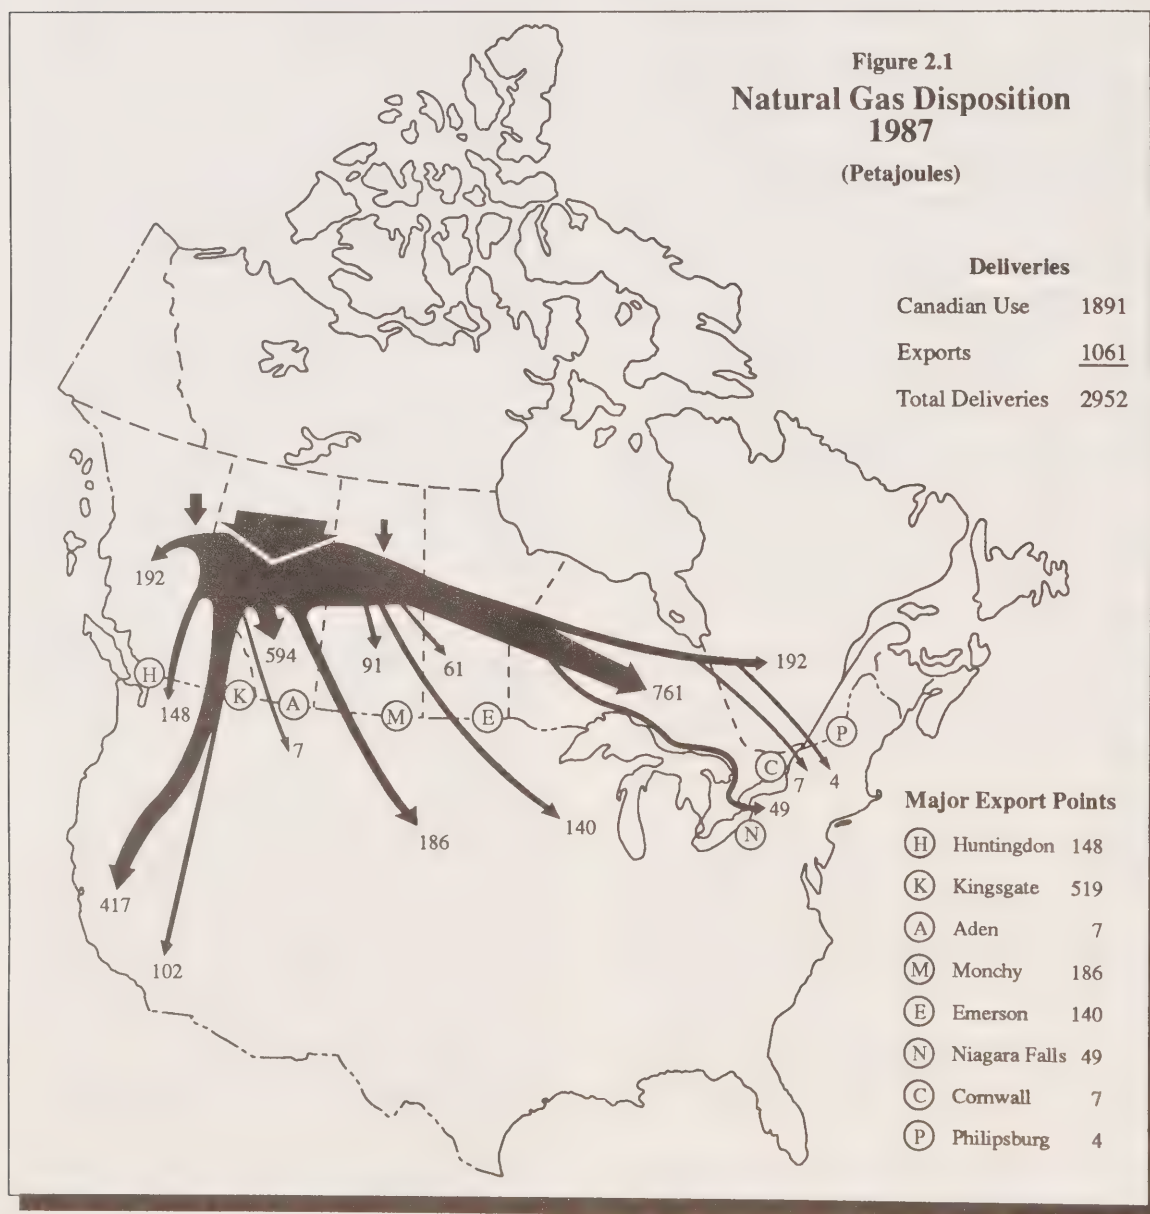 Figure 2.1
Natural Gas Disposition
1987
(Petajoules)
Deliveries
Canadian Use 1891
Exports 1061
Total Deliveries 2952
192
594
91
61
192
761
H
148
K
A
7
M
E
P
C
7
4
49
N
186
140
417
102
Major Export Points
H Huntingdon 148
K Kingsgate 519
A Aden 7
M Monchy 186
E Emerson 140
N Niagara Falls 49
C Cornwall 7
P Philipsburg 4